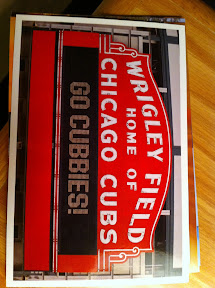 WRIGLEY FIELD
HOME OF
CHICAGO CUBS
GO CUBBIES!